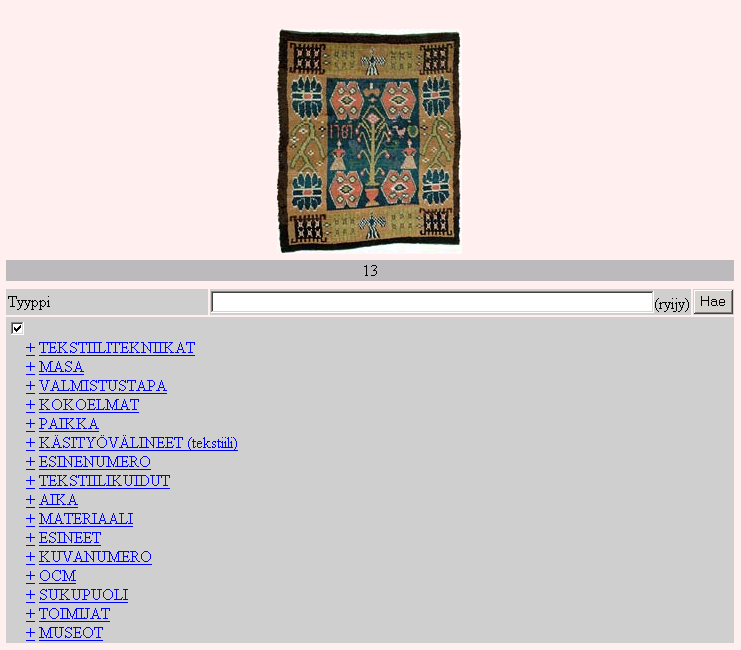 1787
13
Tyyppi (ryijy) Hae
+ TEKSTIILITEKNIIKAT
+ MASA
+ VALMISTUSTAPA
+ KOKOELMAT
+ PAIKKA
+ KÄSITYÖVÄLINEET (tekstiili)
+ ESINENUMERO
+ TEKSTIILIKUIDUT
+ AIKA
+ MATERIAALI
+ ESINEET
+ KUVANUMERO
+ OCM
+ SUKUPUOLI
+ TOIMIJAT
+ MUSEOT